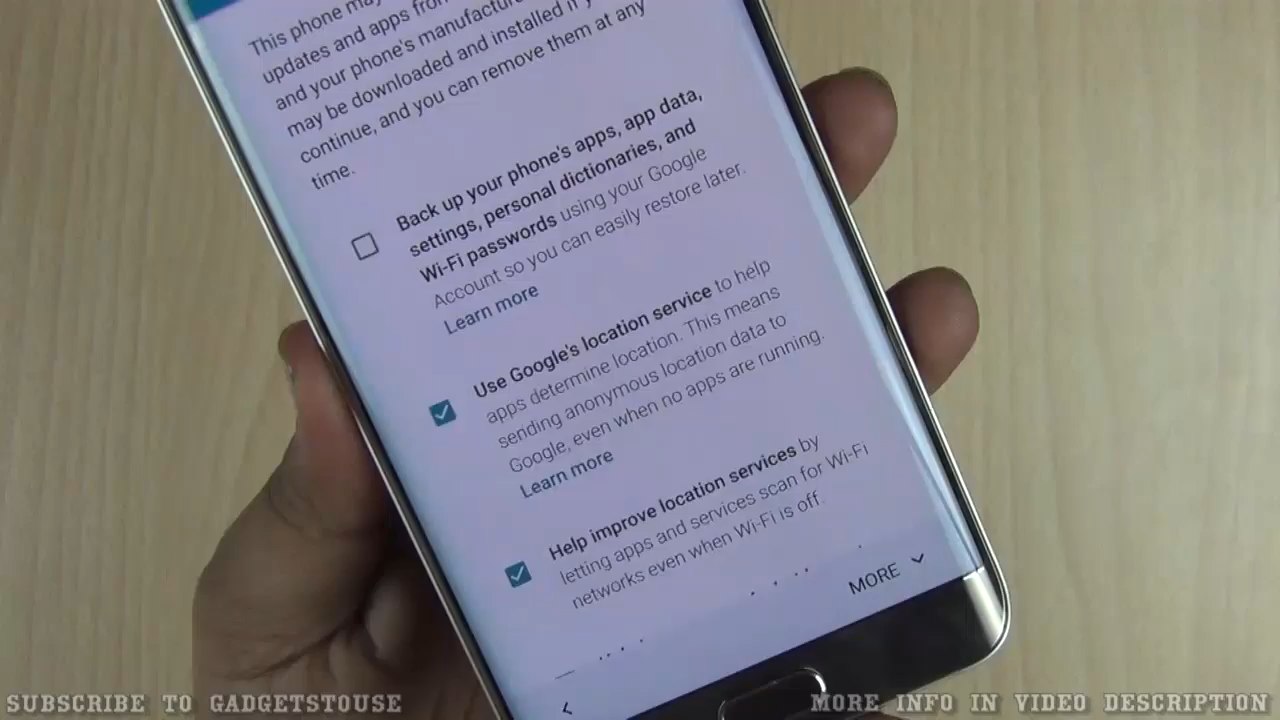 This phone may
updates and apps from
and your phone's manufacture
may be downloaded and installed if
continue, and you can remove them at any
time.
Back up your phone's apps, app data,
settings, personal dictionaries, and
Wi-Fi passwords using your Google
Account so you can easily restore later.
Learn more
Use Google's location service to help
apps determine location. This means
sending anonymous location data to
Google, even when no apps are running.
Learn more
Help improve location services by
letting apps and services scan for Wi-Fi
networks even when Wi-Fi is off.
MORE
SUBSCRIBE TO GADGETSTOUSE
MORE INFO IN VIDEO DESCRIPTION